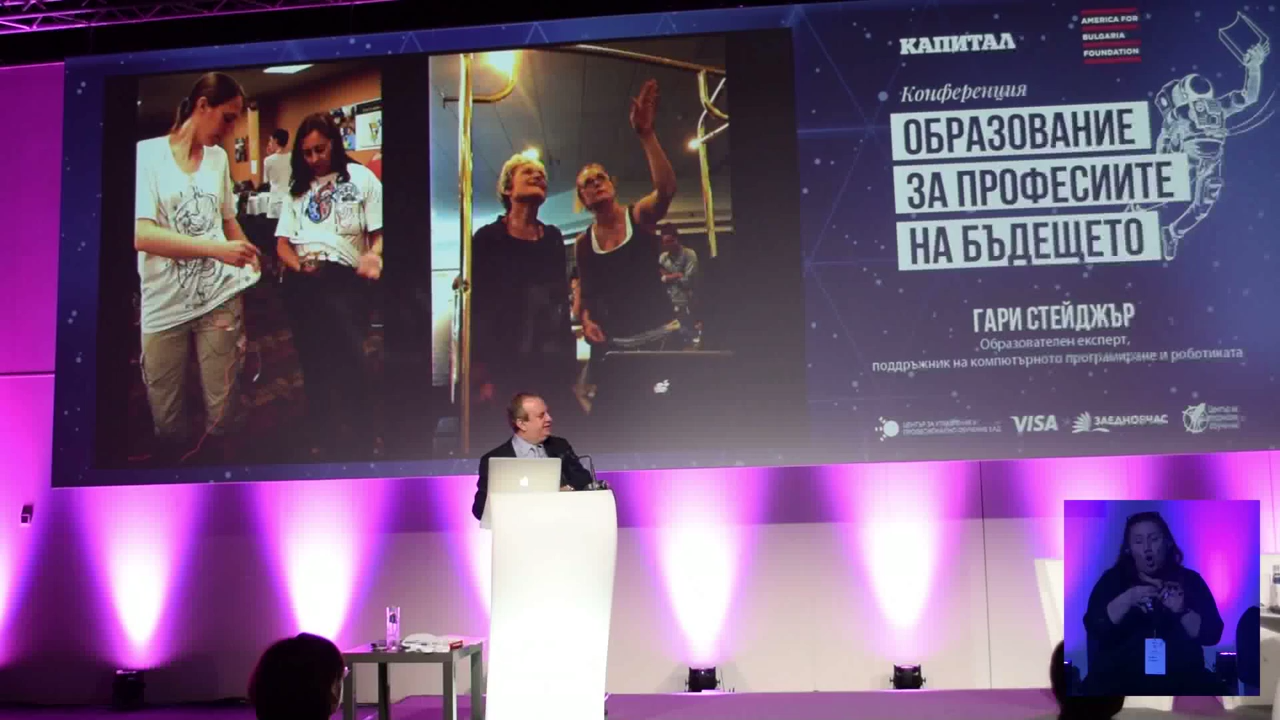 КАПИТАЛ
AMERICA FOR
BULGARIA
FOUNDATION
Конференция
ОБРАЗОВАНИЕ
ЗА ПРОФЕСИИТЕ
НА БЪДЕЩЕТО
ГАРИ СТЕЙДЖЪР
Образователен експерт,
поддръжник на компютърното програмиране и роботиката
VISA
ЗАЕДНОЧАС